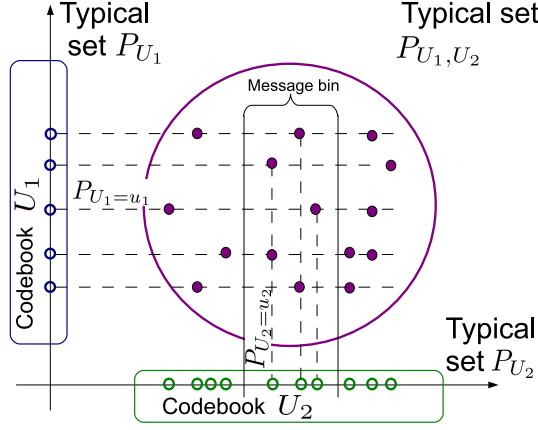 Typical
set $P_{U_1}$
Typical set
$P_{U_1,U_2}$
Message bin
Codebook $U_1$
$P_{U_1=u_1}$
$P_{U_2=u_2}$
Typical
set $P_{U_2}$
Codebook $U_2$